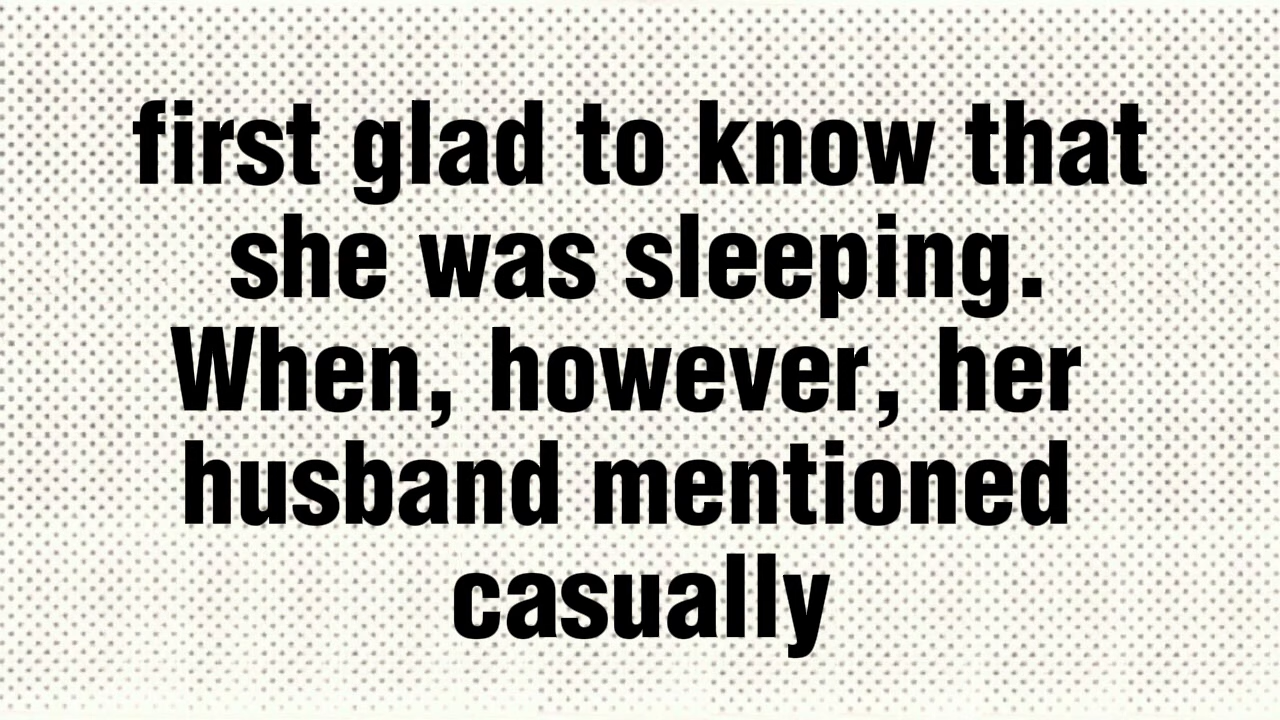 first glad to know that
she was sleeping.
When, however, her
husband mentioned
casually